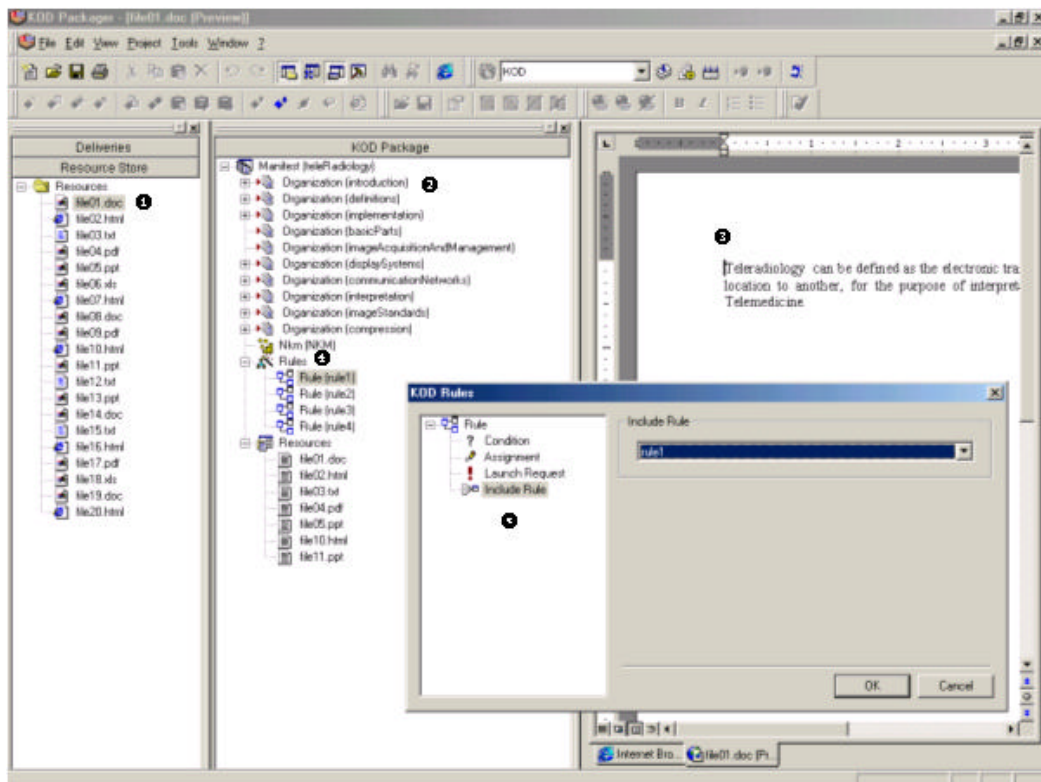 KOD Packager - [file01.doc (Preview)]
File Edit View Project Tools Window ?
KOD
Deliveries
Resource Store
Resources
file01.doc
file02.html
file03.txt
file04.pdf
file05.ppt
file06.xls
file07.html
file08.doc
file09.pdf
file10.html
file11.ppt
file12.txt
file13.ppt
file14.doc
file15.txt
file16.html
file17.pdf
file18.xls
file19.doc
file20.html
1
KOD Package
Manifest (teleRadiology)
Organization (introduction)
2
Organization (definitions)
Organization (implementation)
Organization (basicParts)
Organization (imageAcquisitionAndManagement)
Organization (displaySystems)
Organization (communicationNetworks)
Organization (interpretation)
Organization (imageStandards)
Organization (compression)
Nkm (NKM)
Rules
4
Rule (rule1)
Rule (rule2)
Rule (rule3)
Rule (rule4)
Resources
file01.doc
file02.html
file03.txt
file04.pdf
file05.ppt
file10.html
file11.ppt
1 2 3
3
Teleradiology can be defined as the electronic tra
location to another, for the purpose of interpret
Telemedicine
KOD Rules
Rule
Condition
Assignment
Launch Request
Include Rule
Include Rule
rule1
OK Cancel
Internet Bro...
file01.doc (Pr...